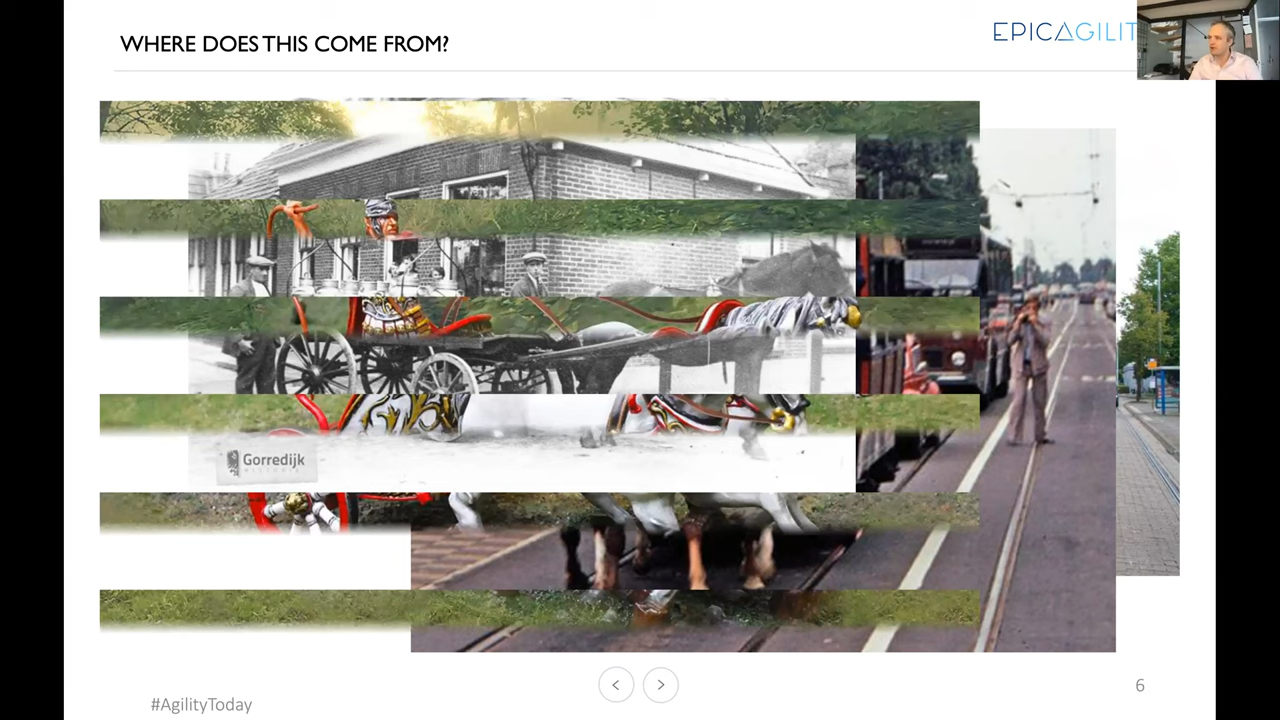 WHERE DOES THIS COME FROM?
EPICAGILIT
Gorredijk
#AgilityToday
6